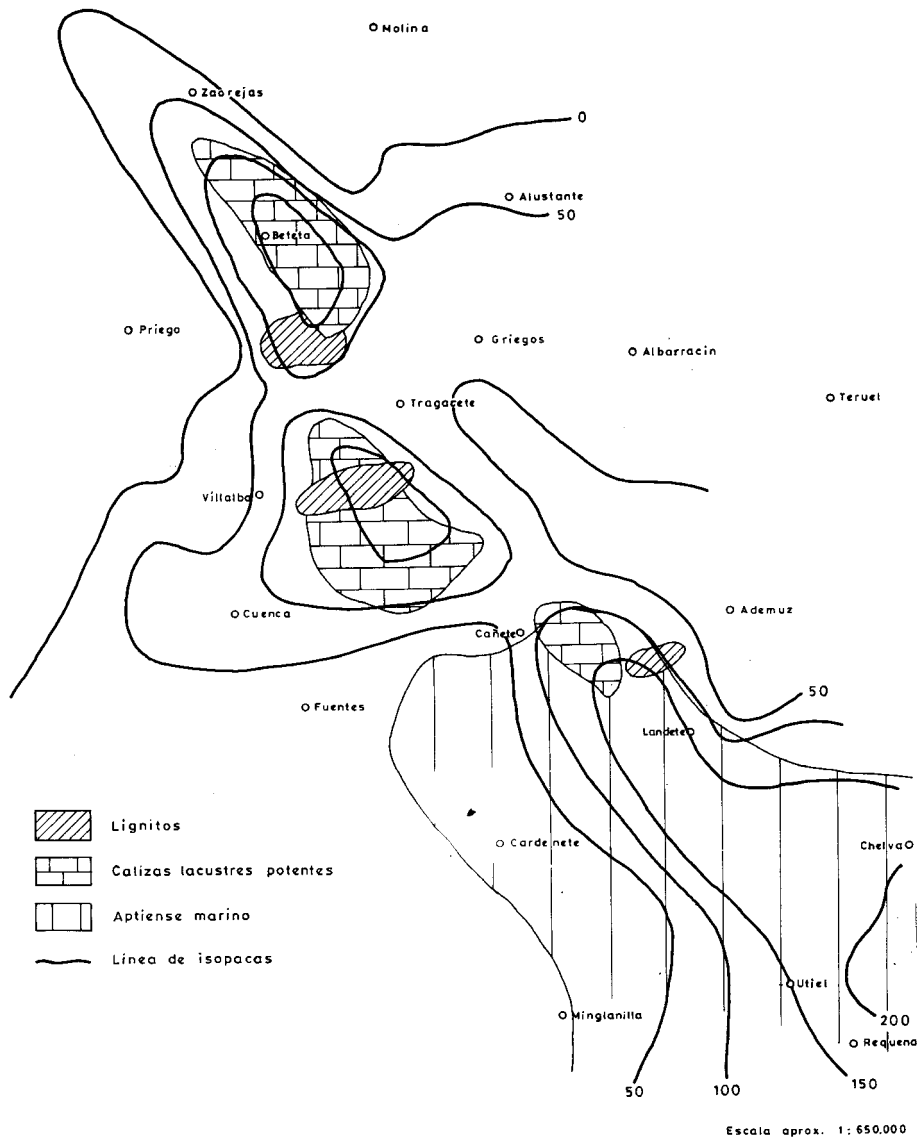 Molina
Zaorejas
0
Alustante
50
Beteta
Priego
Griegos
Albarracin
Teruel
Tragacete
Villalba
Cuenca
Ademuz
Cañete
50
Fuentes
Landete
Lignitos
Calizas lacustres potentes
Aptiense marino
Línea de isopacas
Cardenete
Chelva
Utiel
Minglanilla
200
Requena
50
100
150
Escala aprox. 1:650,000